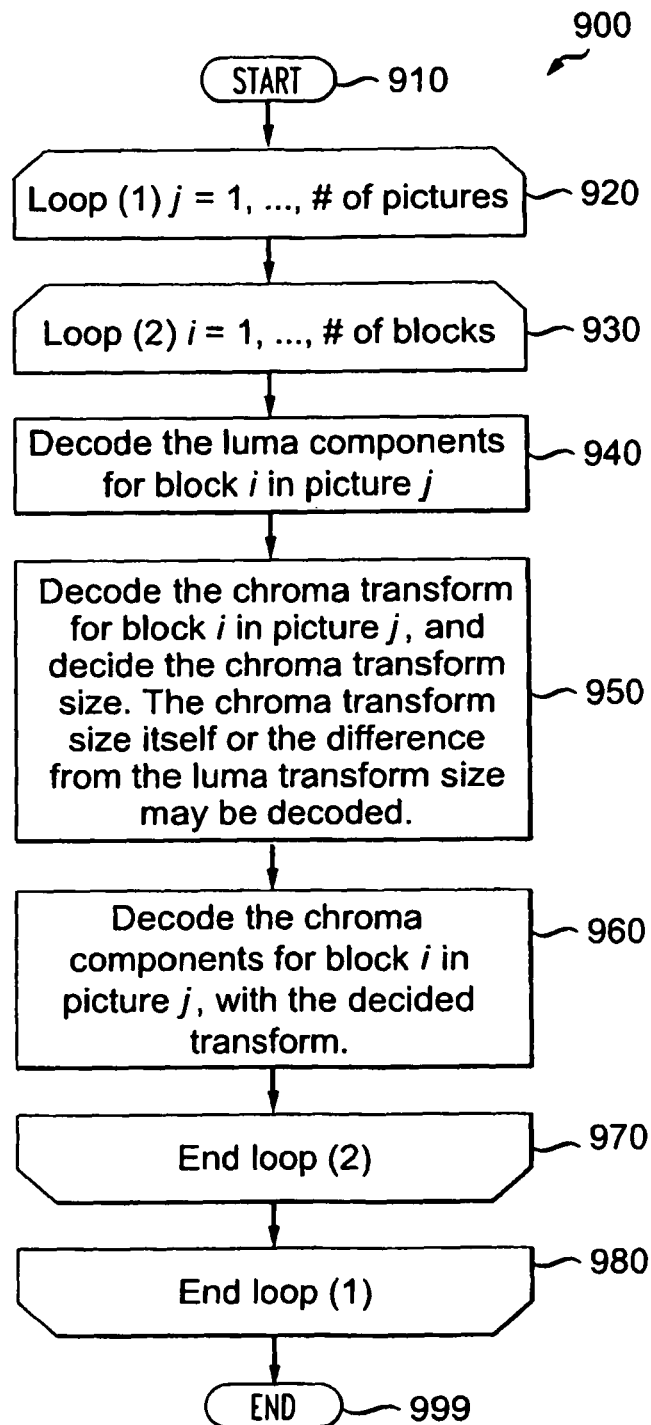 900
START 910
Loop (1) j = 1, ..., # of pictures 920
Loop (2) i = 1, ..., # of blocks 930
Decode the luma components
for block i in picture j
940
Decode the chroma transform
for block i in picture j, and
decide the chroma transform
size. The chroma transform
size itself or the difference
from the luma transform size
may be decoded.
950
Decode the chroma
components for block i in
picture j, with the decided
transform.
960
End loop (2) 970
End loop (1) 980
END 999